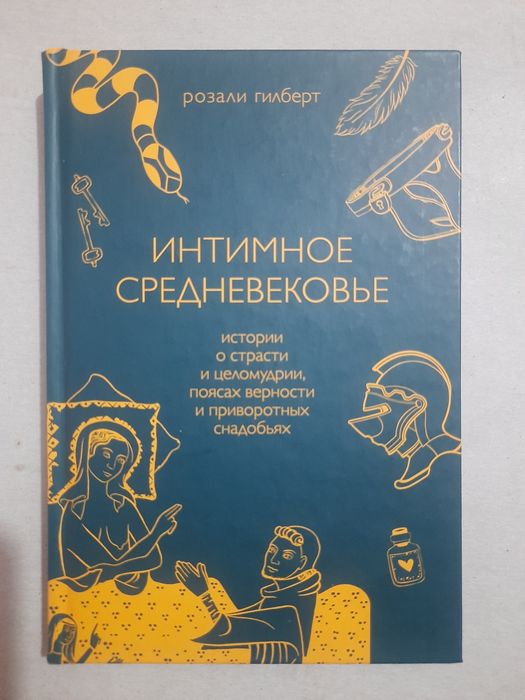 розали гилберт
ИНТИМНОЕ
СРЕДНЕВЕКОВЬЕ
истории
о страсти
и целомудрии,
поясах верности
и приворотных
снадобьях